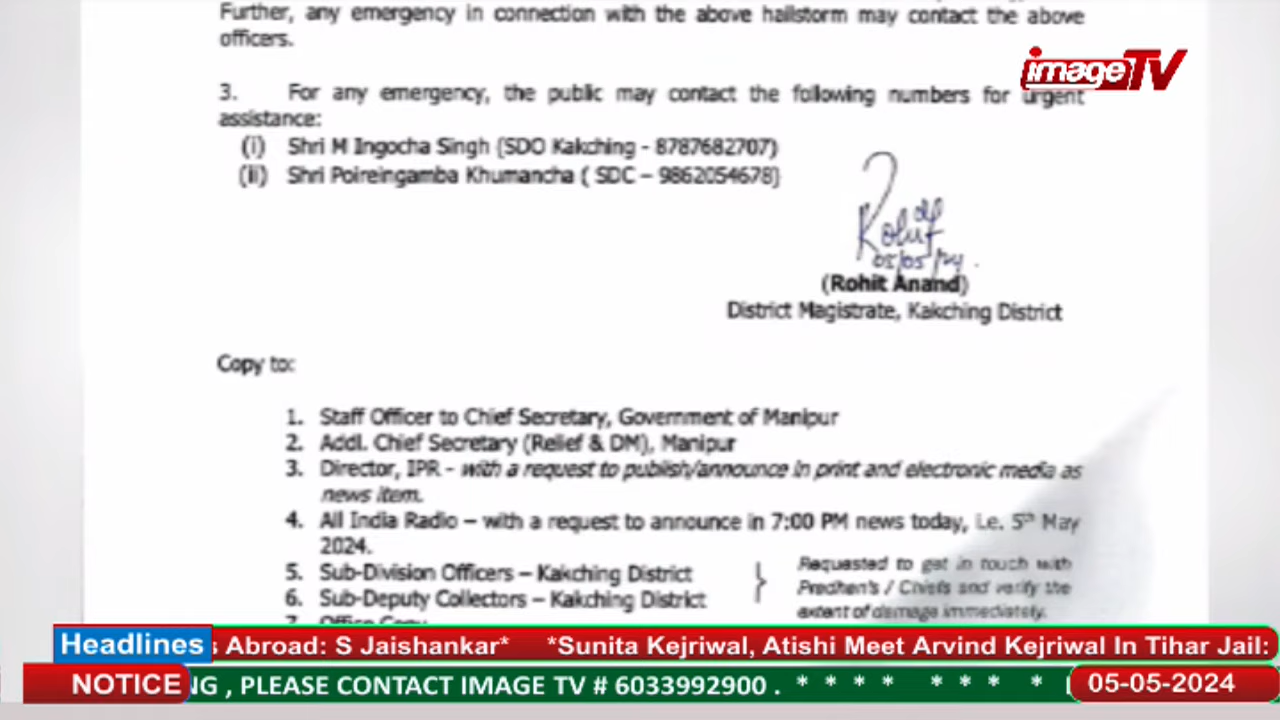 Further, any emergency in connection with the above hailstorm may contact the above
officers.
imageTV
3. For any emergency, the public may contact the following numbers for urgent
assistance:
(i) Shri M Ingocha Singh (SDO Kakching - 8787682707)
(ii) Shri Poireingamba Khumancha ( SDC – 9862054678)
05/05/24
(Rohit Anand)
District Magistrate, Kakching District
Copy to:
1. Staff Officer to Chief Secretary, Government of Manipur
2. Addl. Chief Secretary (Relief & DM), Manipur
3. Director, IPR - with a request to publish/announce in print and electronic media as
news item.
4. All India Radio – with a request to announce in 7:00 PM news today, i.e. 5th May
2024.
5. Sub-Division Officers – Kakching District
6. Sub-Deputy Collectors – Kakching District
Requested to get in touch with
Pradhan's / Chiefs and verify the
extent of damage immediately.
7. Office Copy
Headlines s Abroad: S Jaishankar* *Sunita Kejriwal, Atishi Meet Arvind Kejriwal In Tihar Jail:
NOTICE NG , PLEASE CONTACT IMAGE TV # 6033992900 . * * * * * * * * 05-05-2024